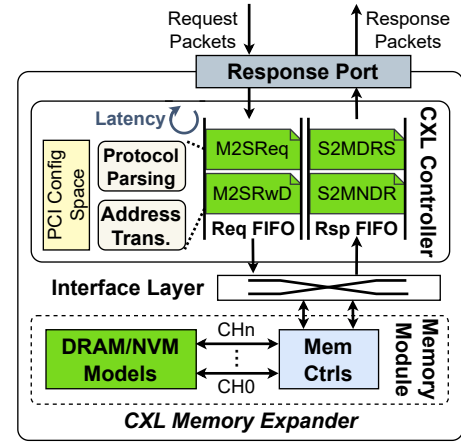 Request
Packets
Response
Packets
Response Port
Latency
PCI Config
Space
Protocol
Parsing
Address
Trans.
M2SReq
M2SRwD
Req FIFO
S2MDRS
S2MNDR
Rsp FIFO
CXL Controller
Interface Layer
DRAM/NVM
Models
CHn
⋮
CH0
Mem
Ctrls
Memory
Module
CXL Memory Expander